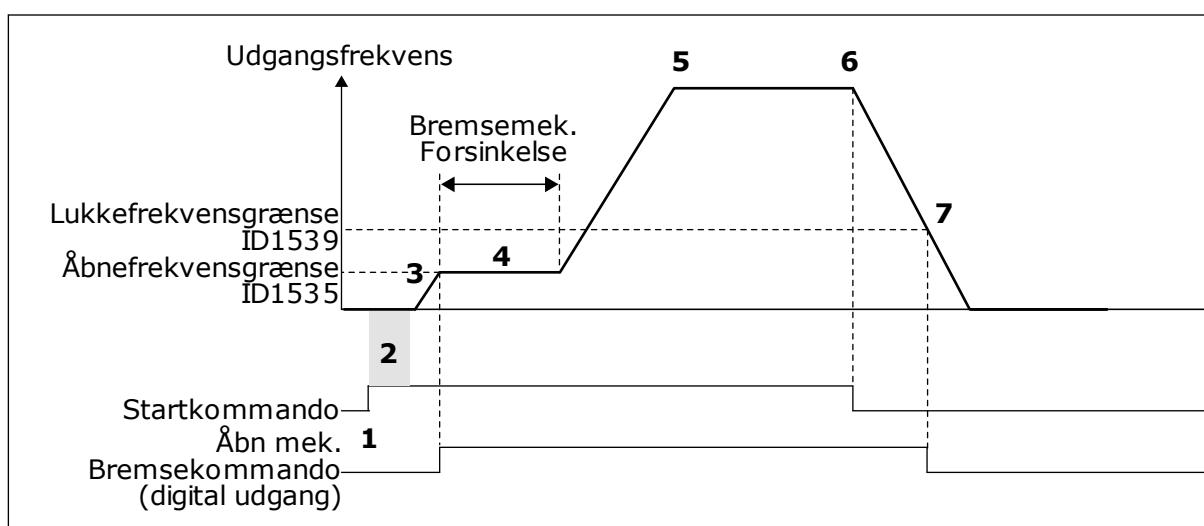 Udgangsfrekvens
5
6
Bremsemek.
Forsinkelse
Lukkefrekvensgrænse
ID1539
7
Åbnefrekvensgrænse
ID1535
3
4
2
Startkommando
Åbn mek.
1
Bremsekommando
(digital udgang)